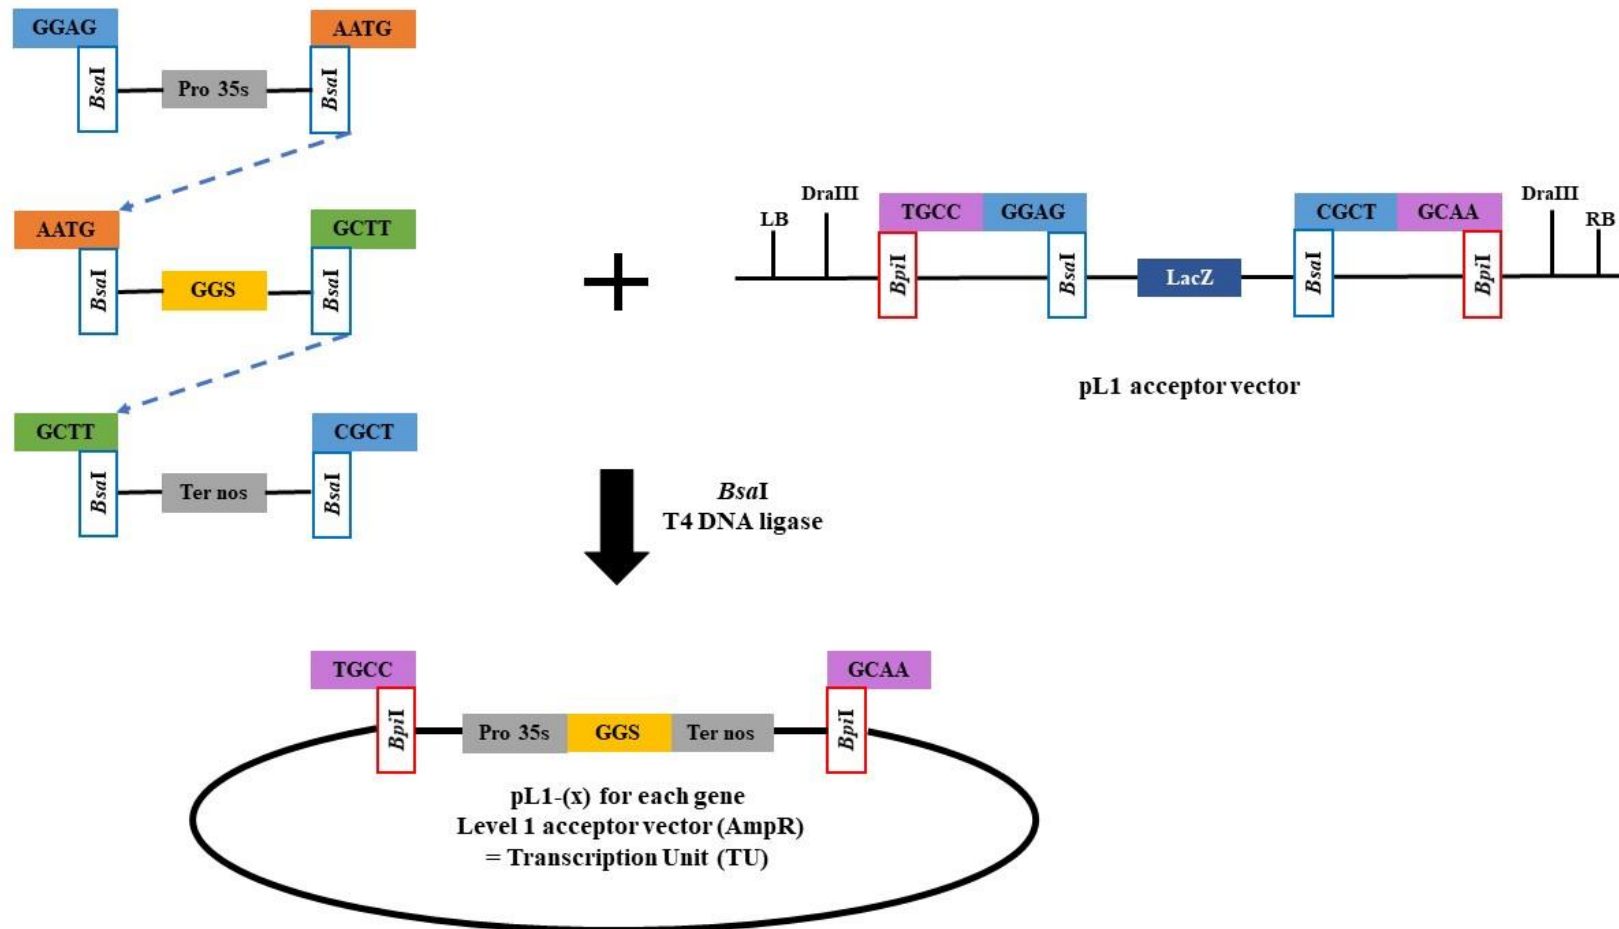 GGAG
AATG
BsaI
Pro 35s
BsaI
AATG
GCTT
BsaI
GGS
BsaI
GCTT
CGCT
BsaI
Ter nos
BsaI
+
LB
DraIII
TGCC
GGAG
CGCT
GCAA
DraIII
RB
BpiI
BsaI
LacZ
BsaI
BpiI
pL1 acceptor vector
BsaI
T4 DNA ligase
TGCC
GCAA
BpiI
Pro 35s
GGS
Ter nos
BpiI
pL1-(x) for each gene
Level 1 acceptor vector (AmpR)
= Transcription Unit (TU)